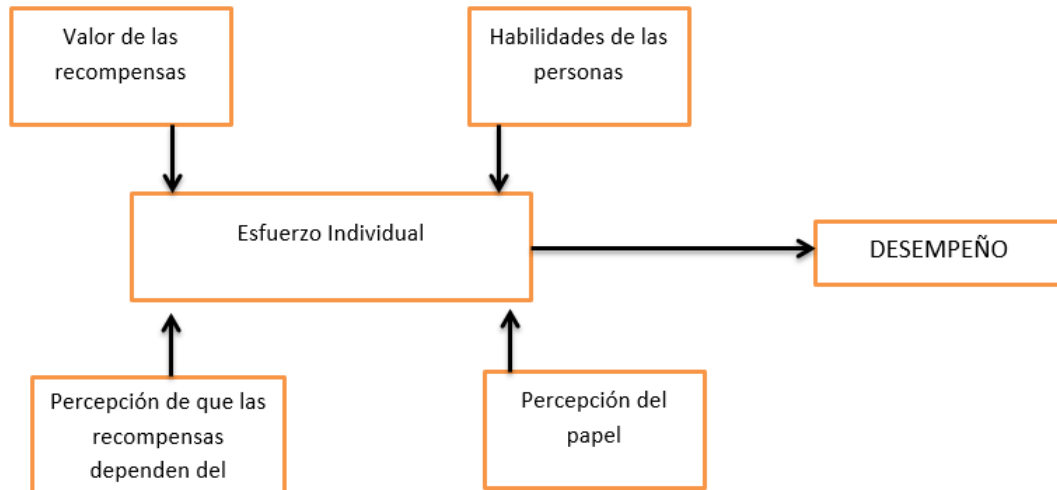 Valor de las
recompensas
Habilidades de las
personas
Esfuerzo Individual
DESEMPEÑO
Percepción de que las
recompensas
dependen del
Percepción del
papel